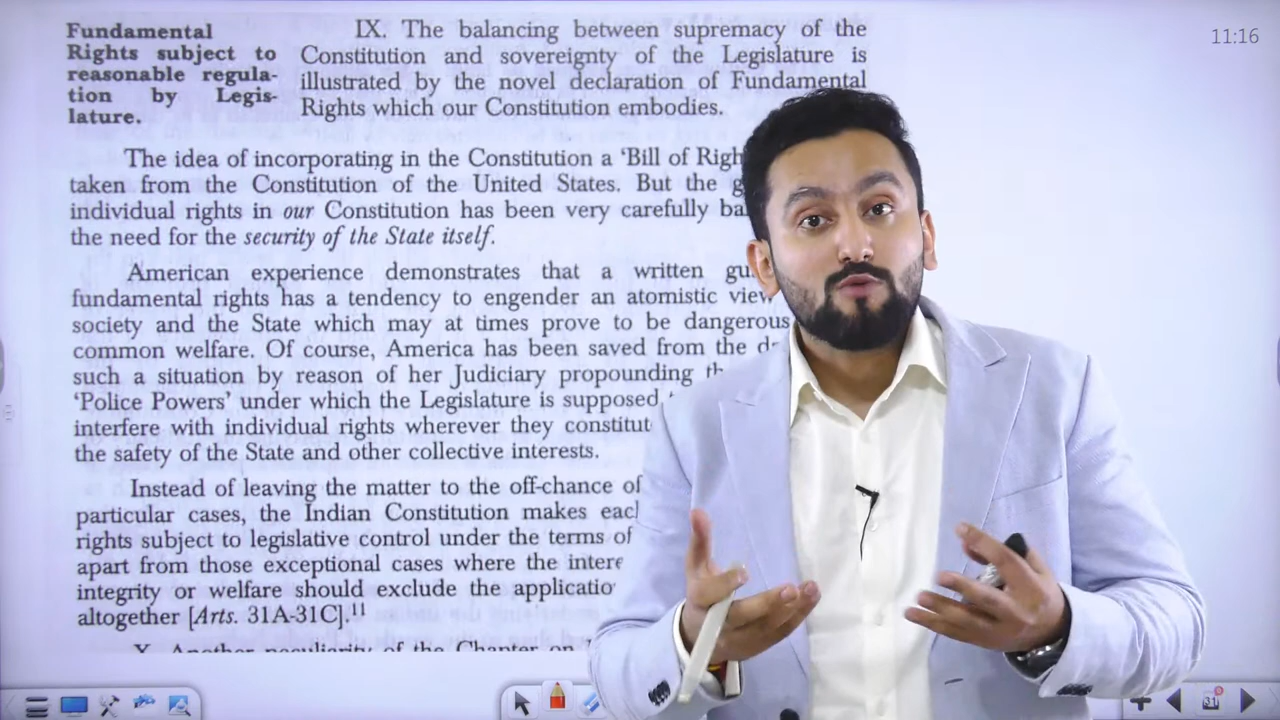 11:16
Fundamental
Rights subject to
reasonable regula-
tion by Legis-
lature.
IX. The balancing between supremacy of the
Constitution and sovereignty of the Legislature is
illustrated by the novel declaration of Fundamental
Rights which our Constitution embodies.
The idea of incorporating in the Constitution a ‘Bill of
taken from the Constitution of the United States. But the
individual rights in our Constitution has been very carefully
the need for the security of the State itself.
American experience demonstrates that a written
fundamental rights has a tendency to engender an atomistic view
society and the State which may at times prove to be dangerous
common welfare. Of course, America has been saved from the
such a situation by reason of her Judiciary propounding
‘Police Powers’ under which the Legislature is supposed
interfere with individual rights wherever they
the safety of the State and other collective interests.
Instead of leaving the matter to the off-chance of
particular cases, the Indian Constitution makes
rights subject to legislative control under the terms of
apart from those exceptional cases where the
integrity or welfare should exclude the
altogether [Arts. 31A-31C].11
X. Another peculiarity of the Chapter on
31